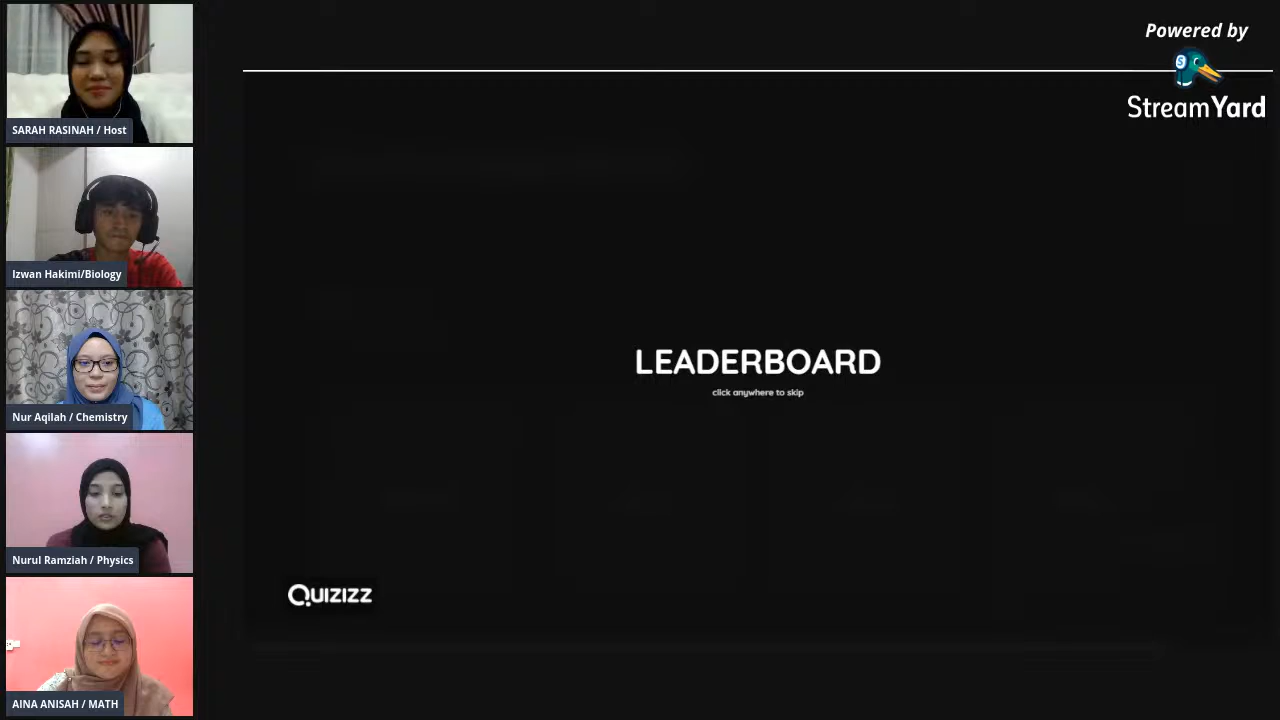 SARAH RASINAH / Host
Izwan Hakimi/Biology
Nur Aqilah / Chemistry
Nurul Ramziah / Physics
AINA ANISAH / MATH
LEADERBOARD
click anywhere to skip
QUIZIZZ
Powered by
StreamYard